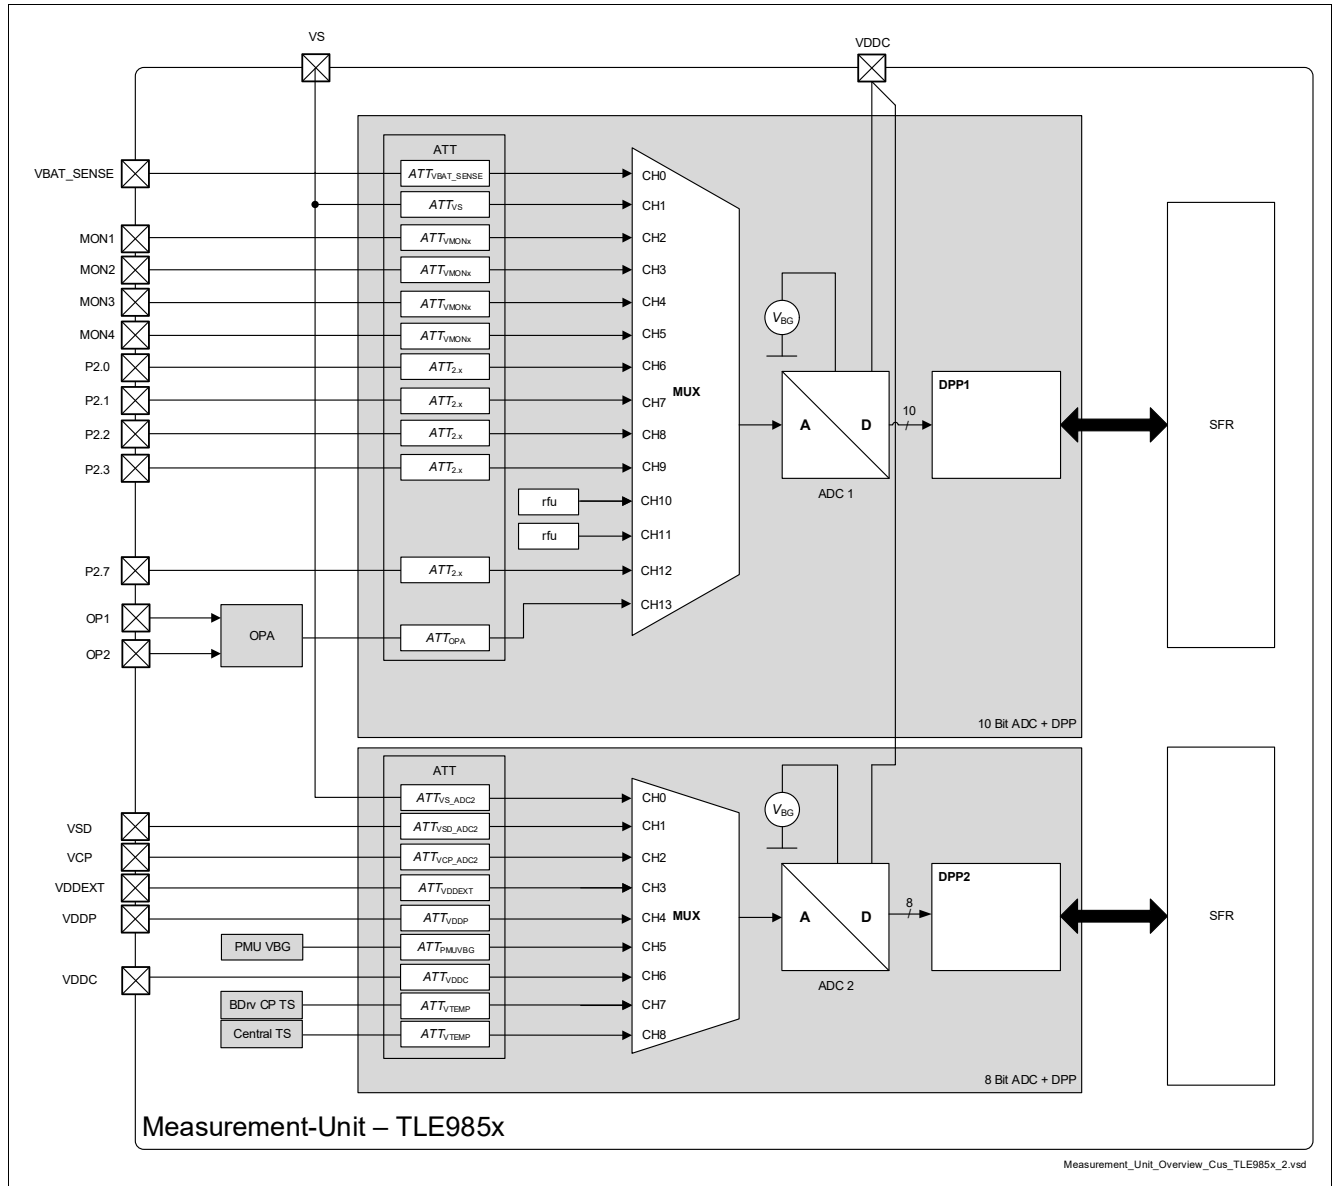 VS
VDDC
ATT
VBAT_SENSE
ATTVBAT_SENSE
CH0
ATTVS
CH1
MON1
ATTVMONx
CH2
MON2
ATTVMONx
CH3
MON3
ATTVMONx
CH4
VBG
MON4
ATTVMONx
CH5
P2.0
ATT2.x
CH6
MUX
DPP1
P2.1
ATT2.x
CH7
10
A
D
SFR
P2.2
ATT2.x
CH8
P2.3
ATT2.x
CH9
ADC 1
rfu
CH10
rfu
CH11
P2.7
ATT2.x
CH12
CH13
OP1
OPA
ATTOPA
OP2
10 Bit ADC + DPP
ATT
ATTVS_ADC2
CH0
VBG
VSD
ATTVSD_ADC2
CH1
VCP
ATTVCP_ADC2
CH2
VDDEXT
ATTVDDEXT
CH3
DPP2
VDDP
ATTVDDP
CH4
MUX
A
D
8
SFR
PMU VBG
ATTPMUVBG
CH5
VDDC
ATTVDDC
CH6
ADC 2
BDrv CP TS
ATTVTEMP
CH7
Central TS
ATTVTEMP
CH8
8 Bit ADC + DPP
Measurement-Unit – TLE985x
Measurement_Unit_Overview_Cus_TLE985x_2.vsd